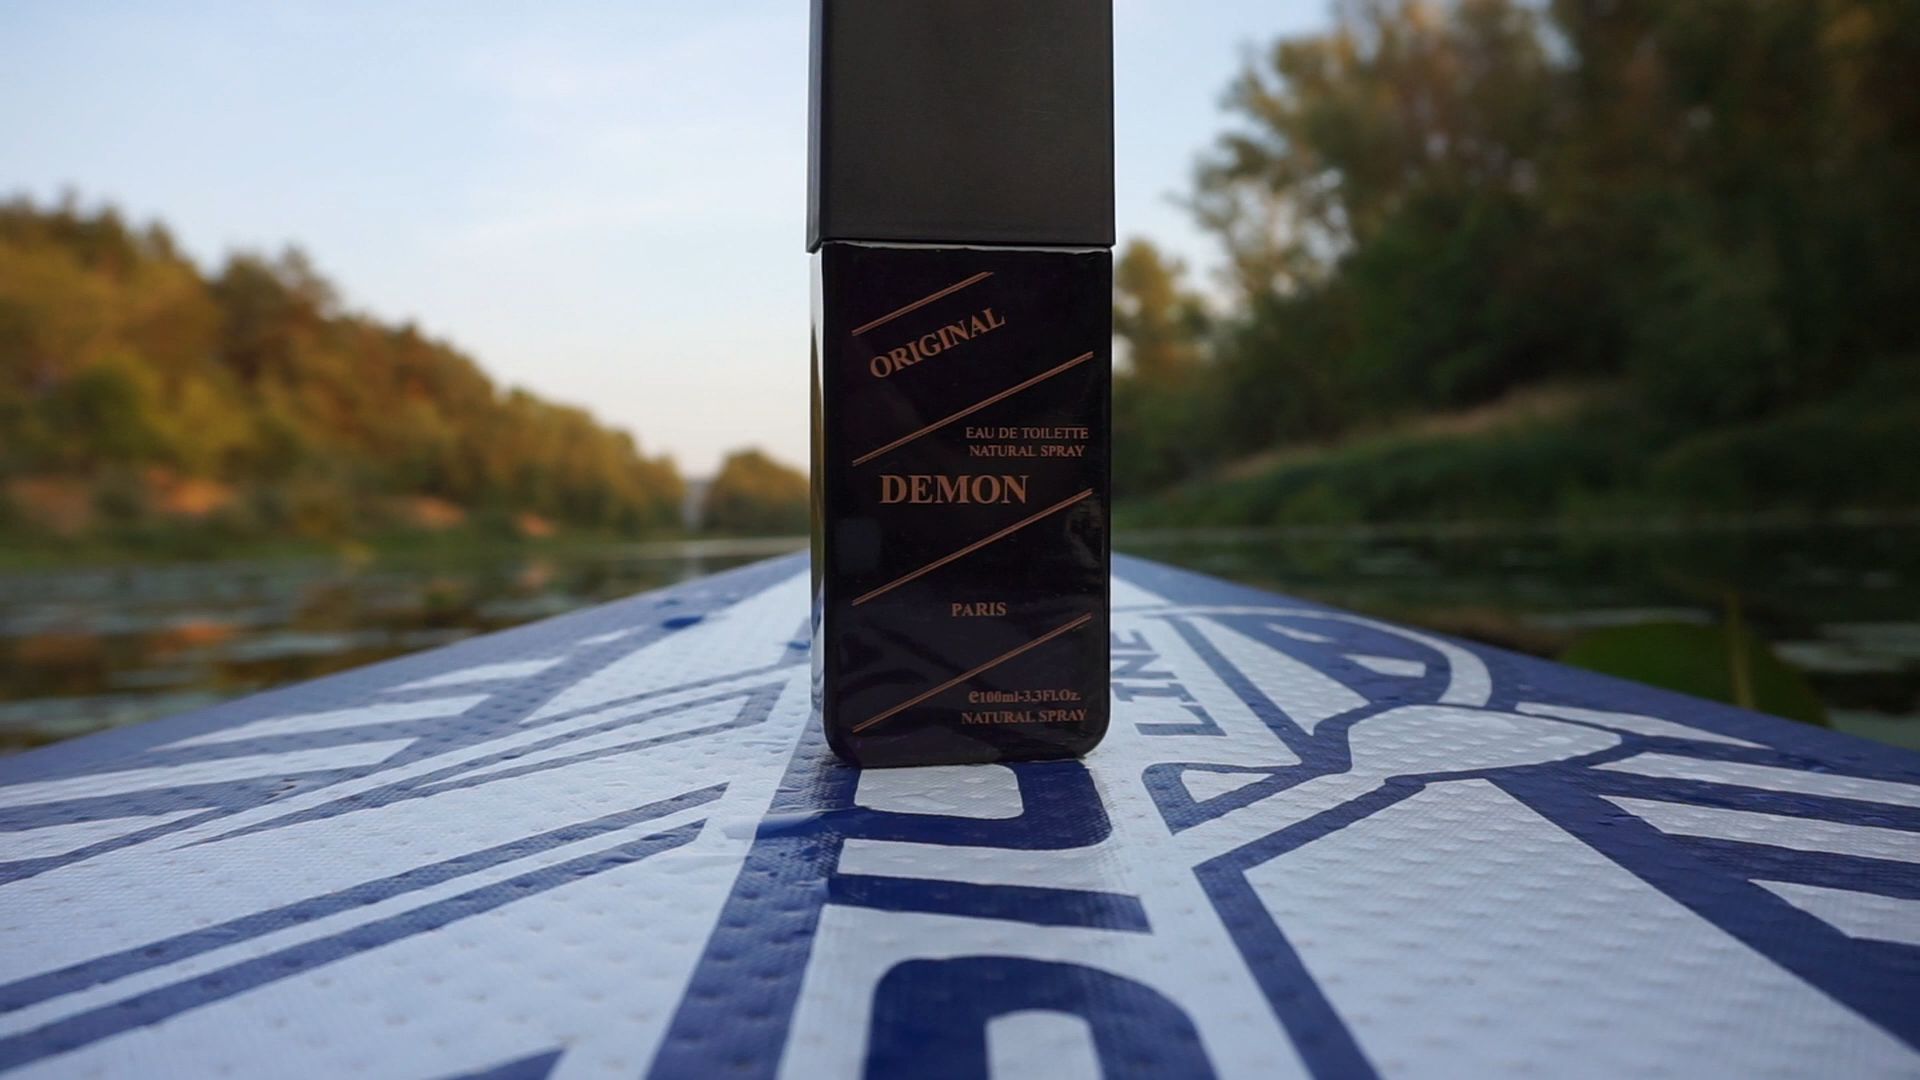 ORIGINAL
EAU DE TOILETTE
NATURAL SPRAY
DEMON
PARIS
e100ml-3.3Fl.Oz.
NATURAL SPRAY
LINE